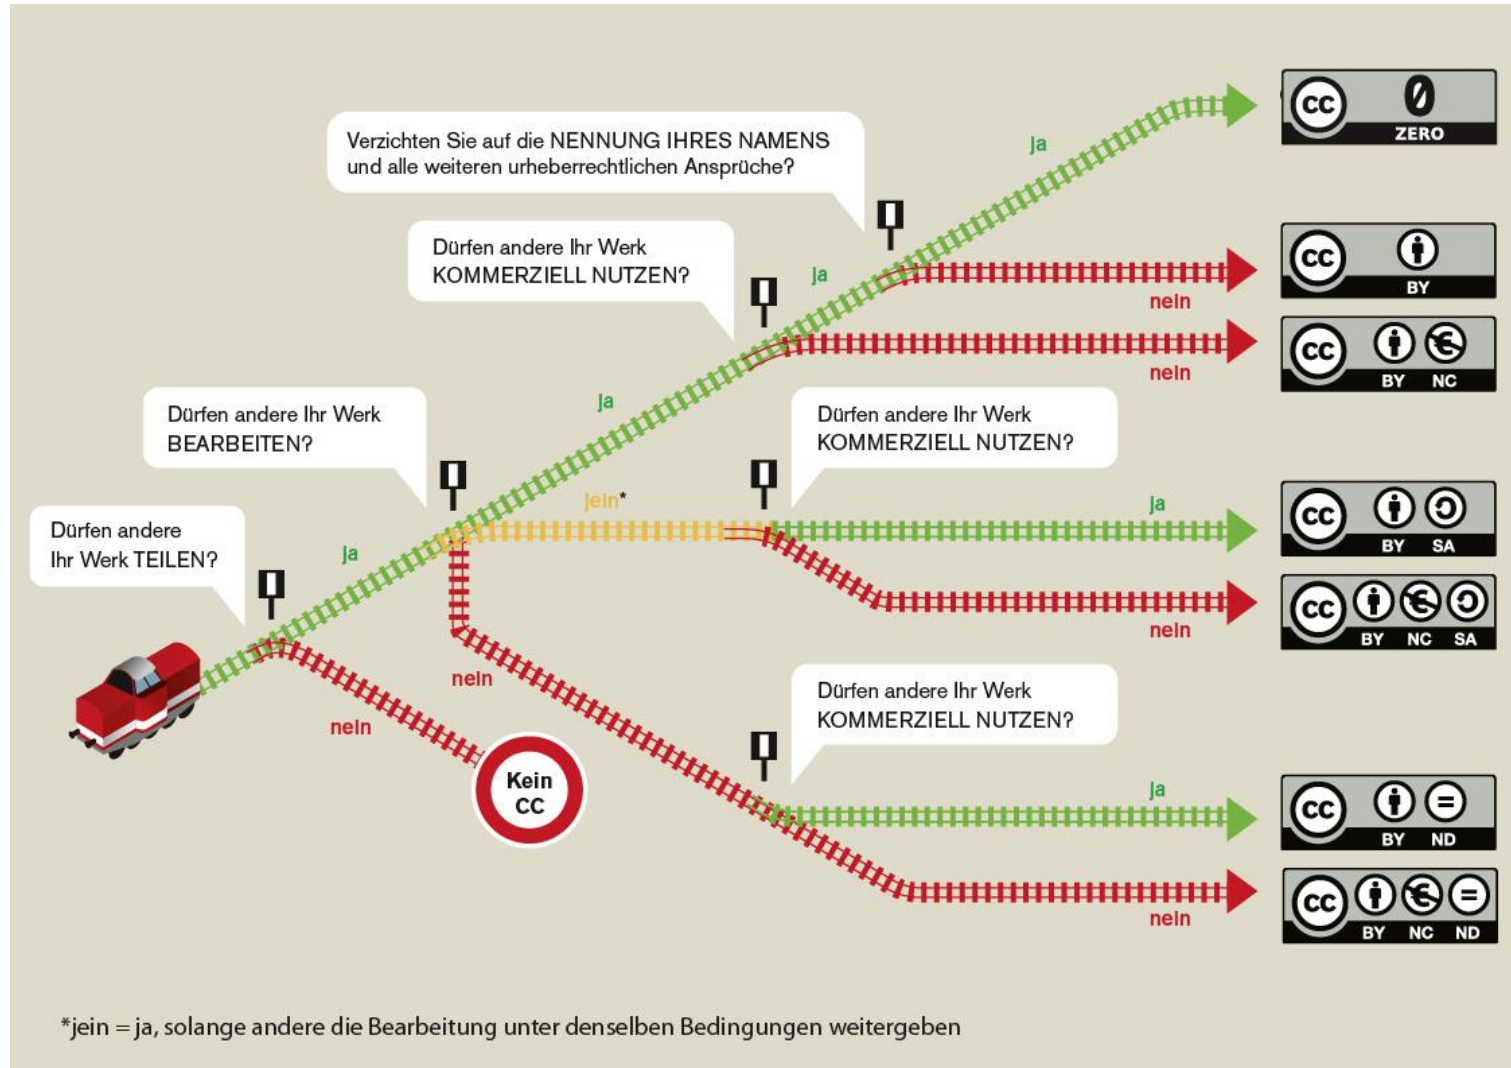 Verzichten Sie auf die NENNUNG IHRES NAMENS
und alle weiteren urheberrechtlichen Ansprüche?
ja
cc
0
ZERO
Dürfen andere Ihr Werk
KOMMERZIELL NUTZEN?
ja
nein
cc
BY
nein
cc
BY NC
Dürfen andere Ihr Werk
BEARBEITEN?
ja
Dürfen andere Ihr Werk
KOMMERZIELL NUTZEN?
jein*
ja
cc
BY SA
nein
cc
BY NC SA
Dürfen andere
Ihr Werk TEILEN?
ja
nein
nein
Kein
CC
Dürfen andere Ihr Werk
KOMMERZIELL NUTZEN?
ja
cc
BY ND
nein
cc
BY NC ND
*jein = ja, solange andere die Bearbeitung unter denselben Bedingungen weitergeben